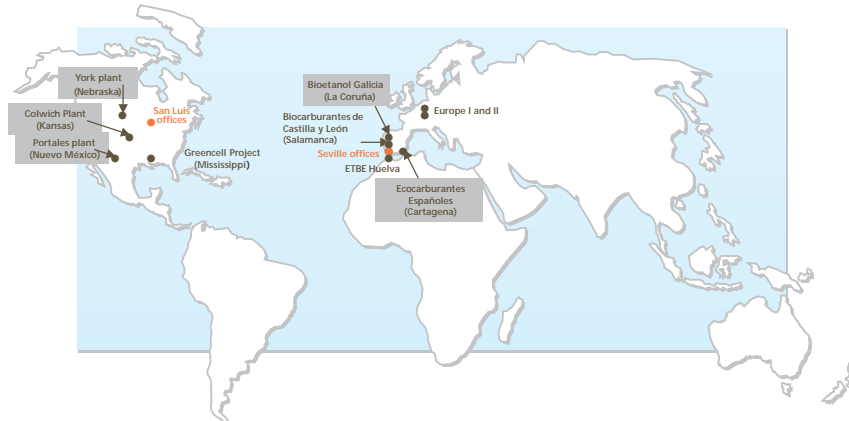 York plant
(Nebraska)
San Luis
offices
Colwich Plant
(Kansas)
Portales plant
(Nuevo México)
Greencell Project
(Mississippi)
Bioetanol Galicia
(La Coruña)
Europe I and II
Biocarburantes de
Castilla y León
(Salamanca)
Seville offices
ETBE Huelva
Ecocarburantes
Españoles
(Cartagena)